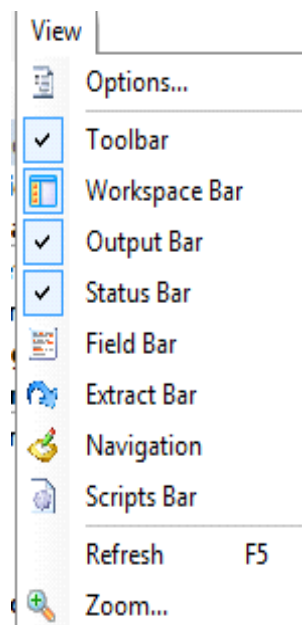 View
Options...
Toolbar
Workspace Bar
Output Bar
Status Bar
Field Bar
Extract Bar
Navigation
Scripts Bar
Refresh F5
Zoom...